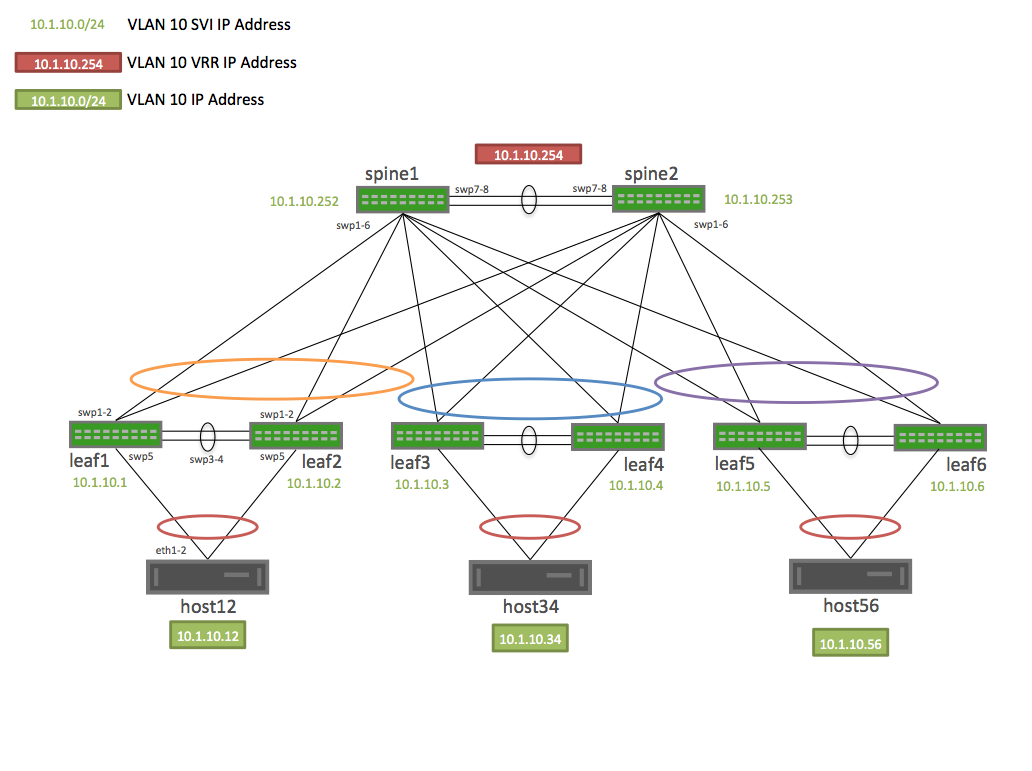 10.1.10.0/24 VLAN 10 SVI IP Address
10.1.10.254 VLAN 10 VRR IP Address
10.1.10.0/24 VLAN 10 IP Address
10.1.10.254
spine1
spine2
swp7-8
swp7-8
10.1.10.252
10.1.10.253
swp1-6
swp1-6
swp1-2
swp1-2
leaf1
swp5
swp3-4
swp5
leaf2
leaf3
leaf4
leaf5
leaf6
10.1.10.1
10.1.10.2
10.1.10.3
10.1.10.4
10.1.10.5
10.1.10.6
eth1-2
host12
host34
host56
10.1.10.12
10.1.10.34
10.1.10.56